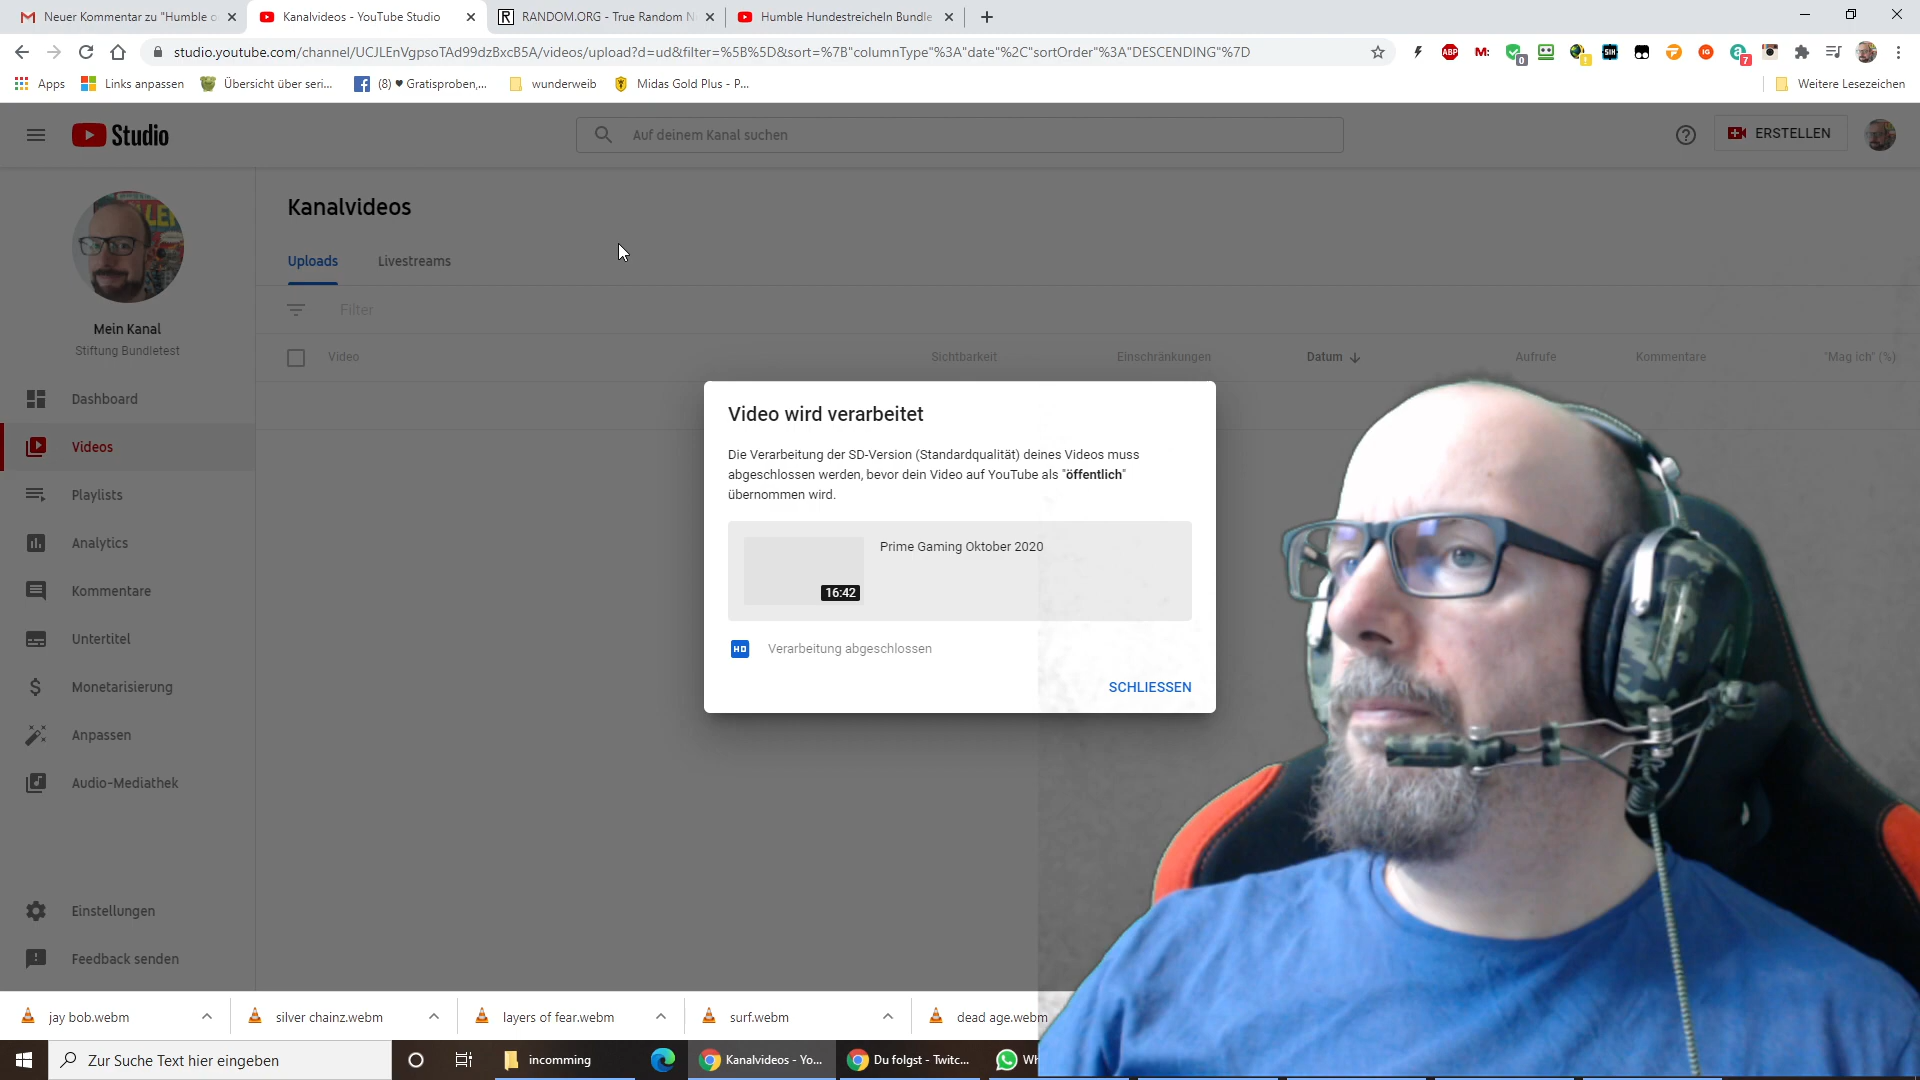 Neuer Kommentar zu "Humble o
Kanalvideos - YouTube Studio
RANDOM.ORG - True Random N
Humble Hundestreicheln Bundle
studio.youtube.com/channel/UCJLEnVgpsoTAd99dzBxcB5A/videos/upload?d=ud&filter=%5B%5D&sort=%7B"columnType"%3A"date"%2C"sortOrder"%3A"DESCENDING"%7D
Apps
Links anpassen
Übersicht über seri...
(8) ♥ Gratisproben,...
wunderweib
Midas Gold Plus - P...
Weitere Lesezeichen
Studio
Auf deinem Kanal suchen
ERSTELLEN
Kanalvideos
Uploads
Livestreams
Filter
Mein Kanal
Stiftung Bundletest
Video
Sichtbarkeit
Einschränkungen
Datum
Aufrufe
Kommentare
"Mag ich" (%)
Dashboard
Videos
Playlists
Analytics
Kommentare
Untertitel
Monetarisierung
Anpassen
Audio-Mediathek
Einstellungen
Feedback senden
Video wird verarbeitet
Die Verarbeitung der SD-Version (Standardqualität) deines Videos muss
abgeschlossen werden, bevor dein Video auf YouTube als "öffentlich"
übernommen wird.
Prime Gaming Oktober 2020
16:42
HD
Verarbeitung abgeschlossen
SCHLIESSEN
jay bob.webm
silver chainz.webm
layers of fear.webm
surf.webm
dead age.webm
Zur Suche Text hier eingeben
incomming
Kanalvideos - Yo...
Du folgst - Twitc...
Wh